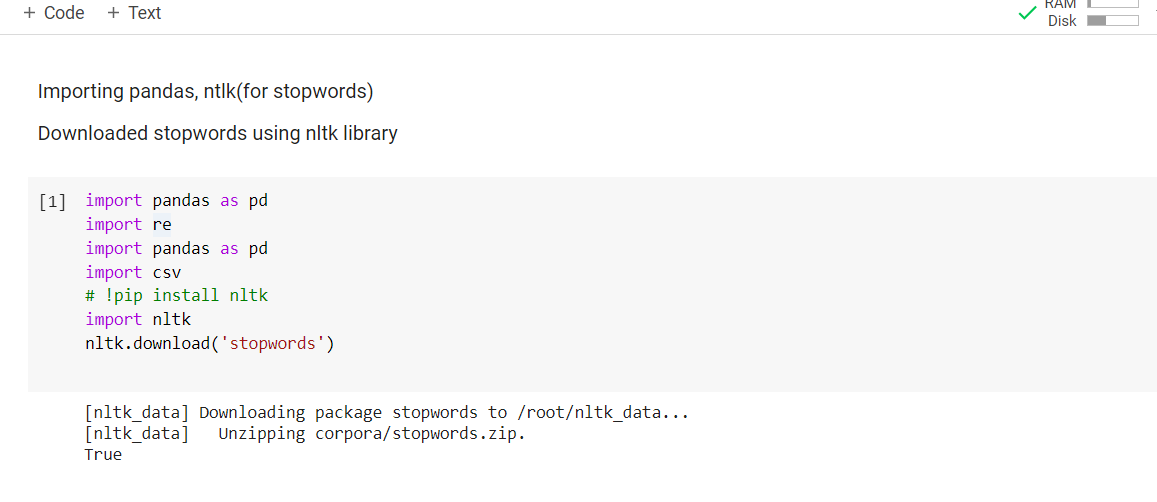 + Code + Text
RAM
Disk
Importing pandas, ntlk(for stopwords)
Downloaded stopwords using nltk library
[1] import pandas as pd
import re
import pandas as pd
import csv
# !pip install nltk
import nltk
nltk.download('stopwords')
[nltk_data] Downloading package stopwords to /root/nltk_data...
[nltk_data]   Unzipping corpora/stopwords.zip.
True